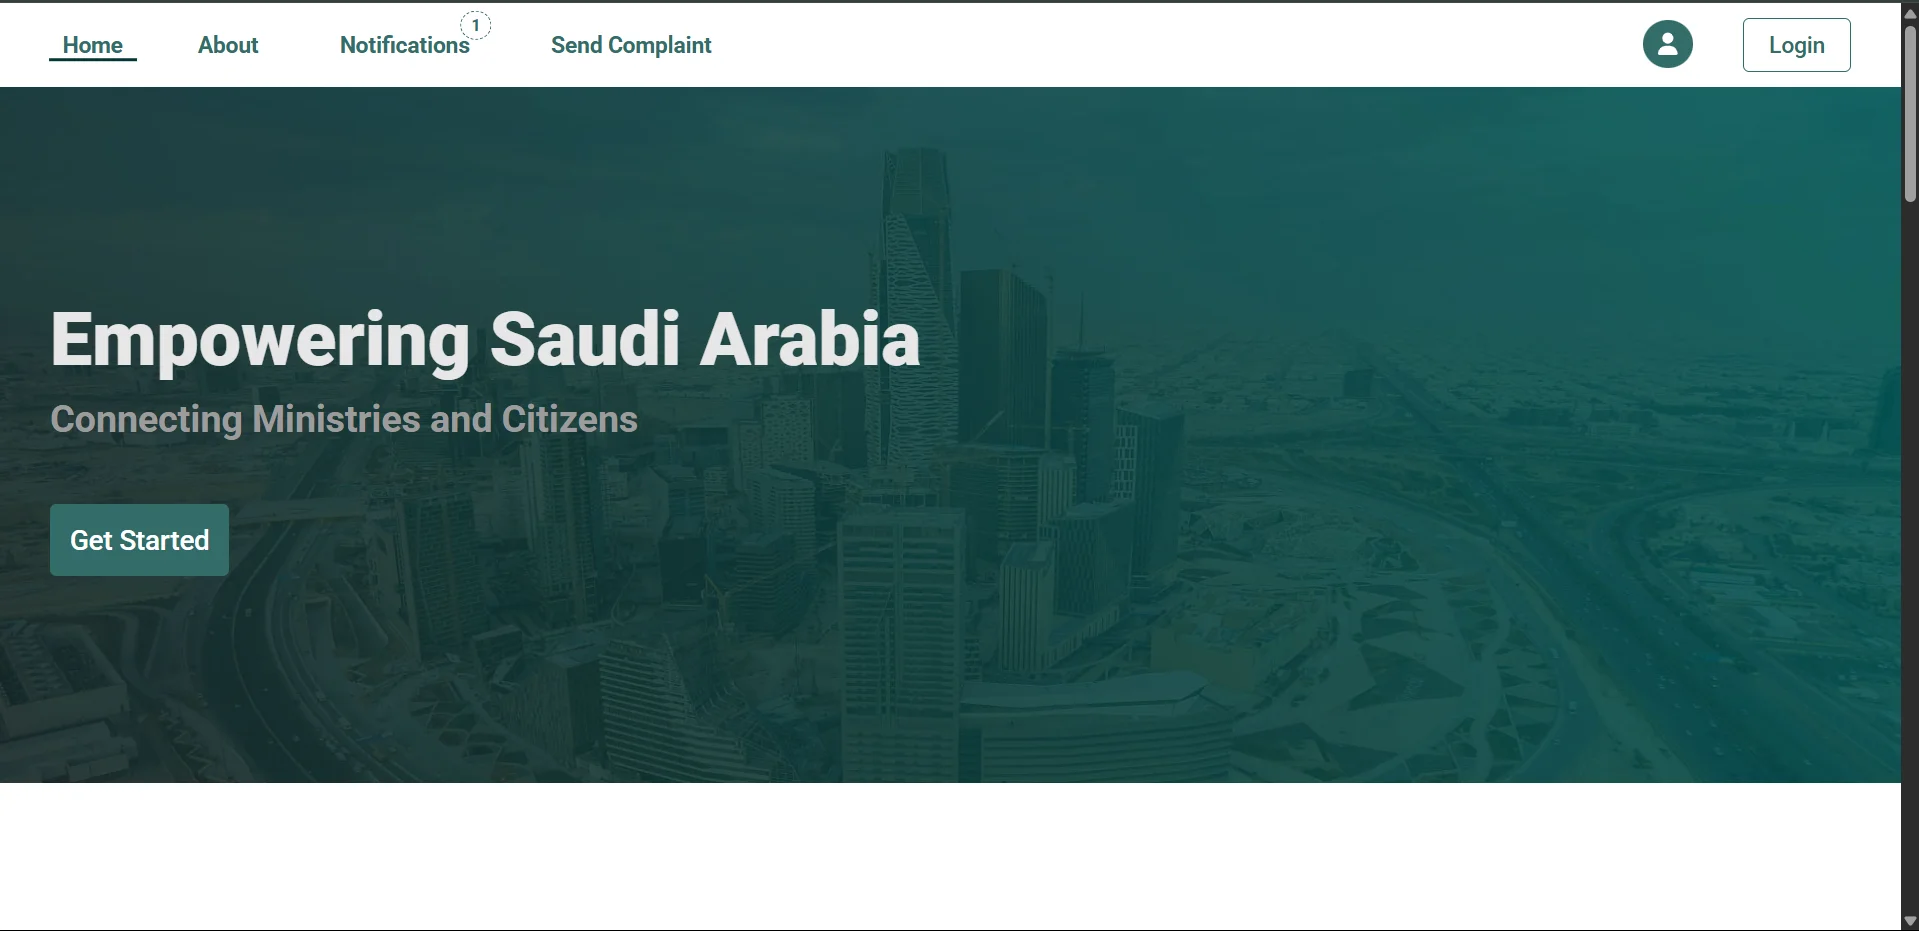 Home
About
Notifications
1
Send Complaint
Login
Empowering Saudi Arabia
Connecting Ministries and Citizens
Get Started